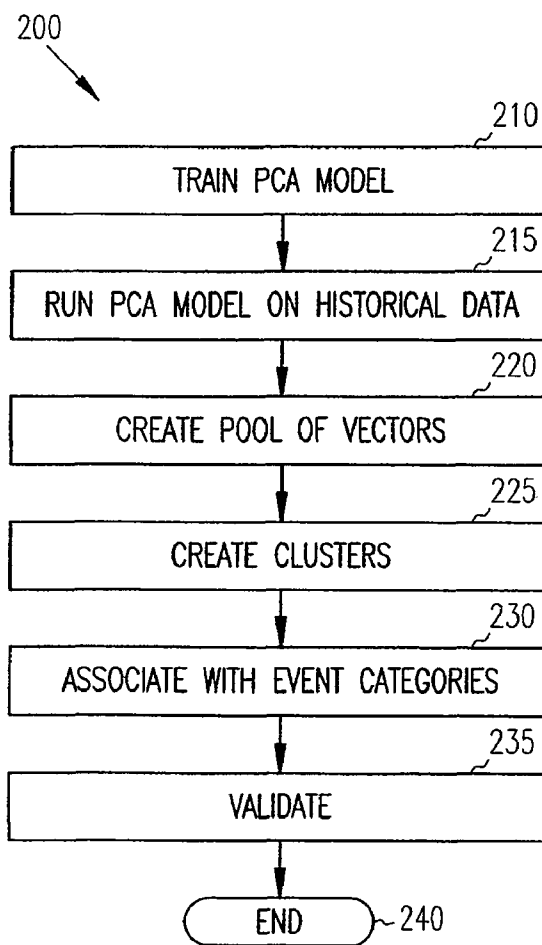 200
210
TRAIN PCA MODEL
215
RUN PCA MODEL ON HISTORICAL DATA
220
CREATE POOL OF VECTORS
225
CREATE CLUSTERS
230
ASSOCIATE WITH EVENT CATEGORIES
235
VALIDATE
END 240